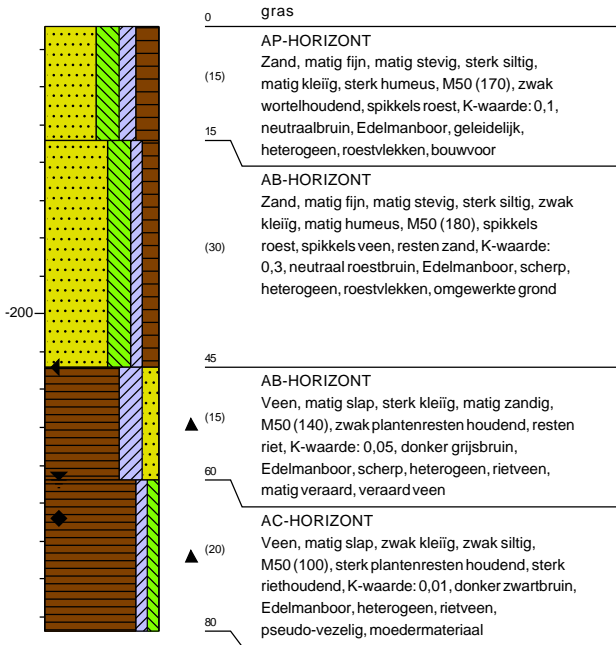 0
gras
AP-HORIZONT
(15)
Zand, matig fijn, matig stevig, sterk siltig,
matig kleiïg, sterk humeus, M50 (170), zwak
wortelhoudend, spikkels roest, K-waarde: 0,1,
neutraalbruin, Edelmanboor, geleidelijk,
heterogeen, roestvlekken, bouwvoor
15
AB-HORIZONT
Zand, matig fijn, matig stevig, sterk siltig, zwak
kleiïg, matig humeus, M50 (180), spikkels
(30)
roest, spikkels veen, resten zand, K-waarde:
0,3, neutraal roestbruin, Edelmanboor, scherp,
heterogeen, roestvlekken, omgewerkte grond
-200
45
AB-HORIZONT
Veen, matig slap, sterk kleiïg, matig zandig,
(15)
M50 (140), zwak plantenresten houdend, resten
riet, K-waarde: 0,05, donker grijsbruin,
Edelmanboor, scherp, heterogeen, rietveen,
matig veraard, veraard veen
60
AC-HORIZONT
Veen, matig slap, zwak kleiïg, zwak siltig,
(20)
M50 (100), sterk plantenresten houdend, sterk
riethoudend, K-waarde: 0,01, donker zwartbruin,
Edelmanboor, heterogeen, rietveen,
pseudo-vezelig, moedermateriaal
80